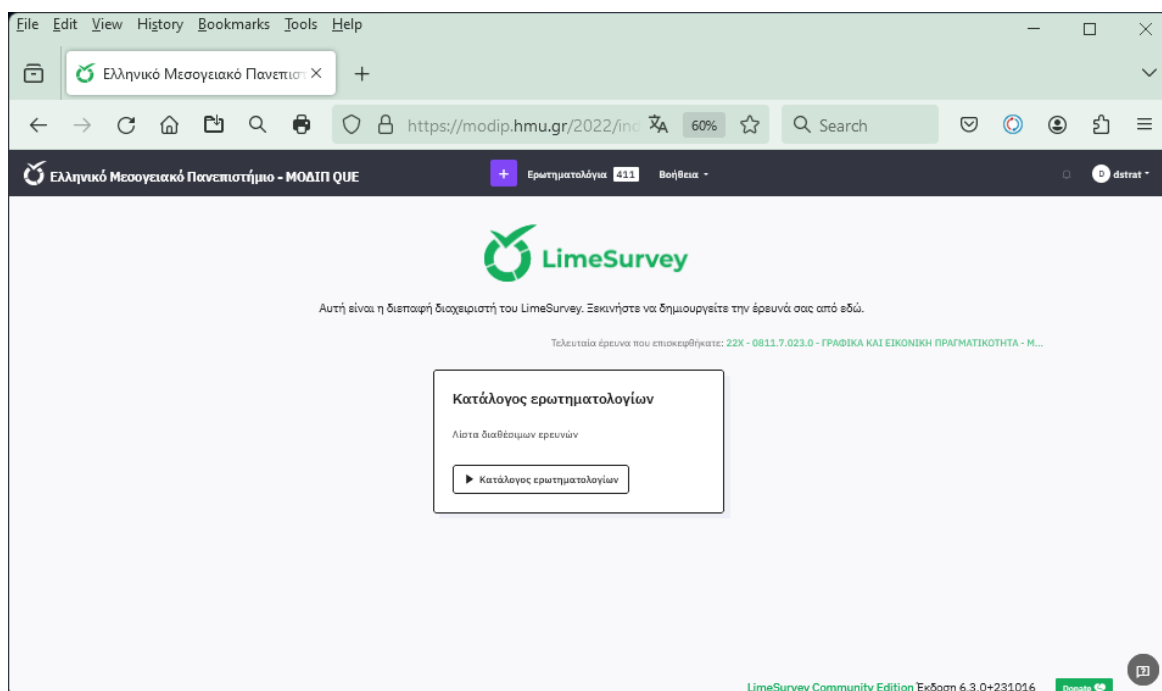 File Edit View History Bookmarks Tools Help
Ελληνικό Μεσογειακό Πανεπιστ
https://modip.hmu.gr/2022/ind 60% Search
Ελληνικό Μεσογειακό Πανεπιστήμιο - ΜΟΔΙΠ QUE + Ερωτηματολόγια 411 Βοήθεια D dstrat
LimeSurvey
Αυτή είναι η διεπαφή διαχειριστή του LimeSurvey. Ξεκινήστε να δημιουργείτε την έρευνά σας από εδώ.
Τελευταία έρευνα που επισκεφθήκατε: 22X - 0811.7.023.0 - ΓΡΑΦΙΚΑ ΚΑΙ ΕΙΚΟΝΙΚΗ ΠΡΑΓΜΑΤΙΚΟΤΗΤΑ - Μ...
Κατάλογος ερωτηματολογίων
Λίστα διαθέσιμων ερευνών
Κατάλογος ερωτηματολογίων
LimeSurvey Community Edition Έκδοση 6.3.0+231016 Donate